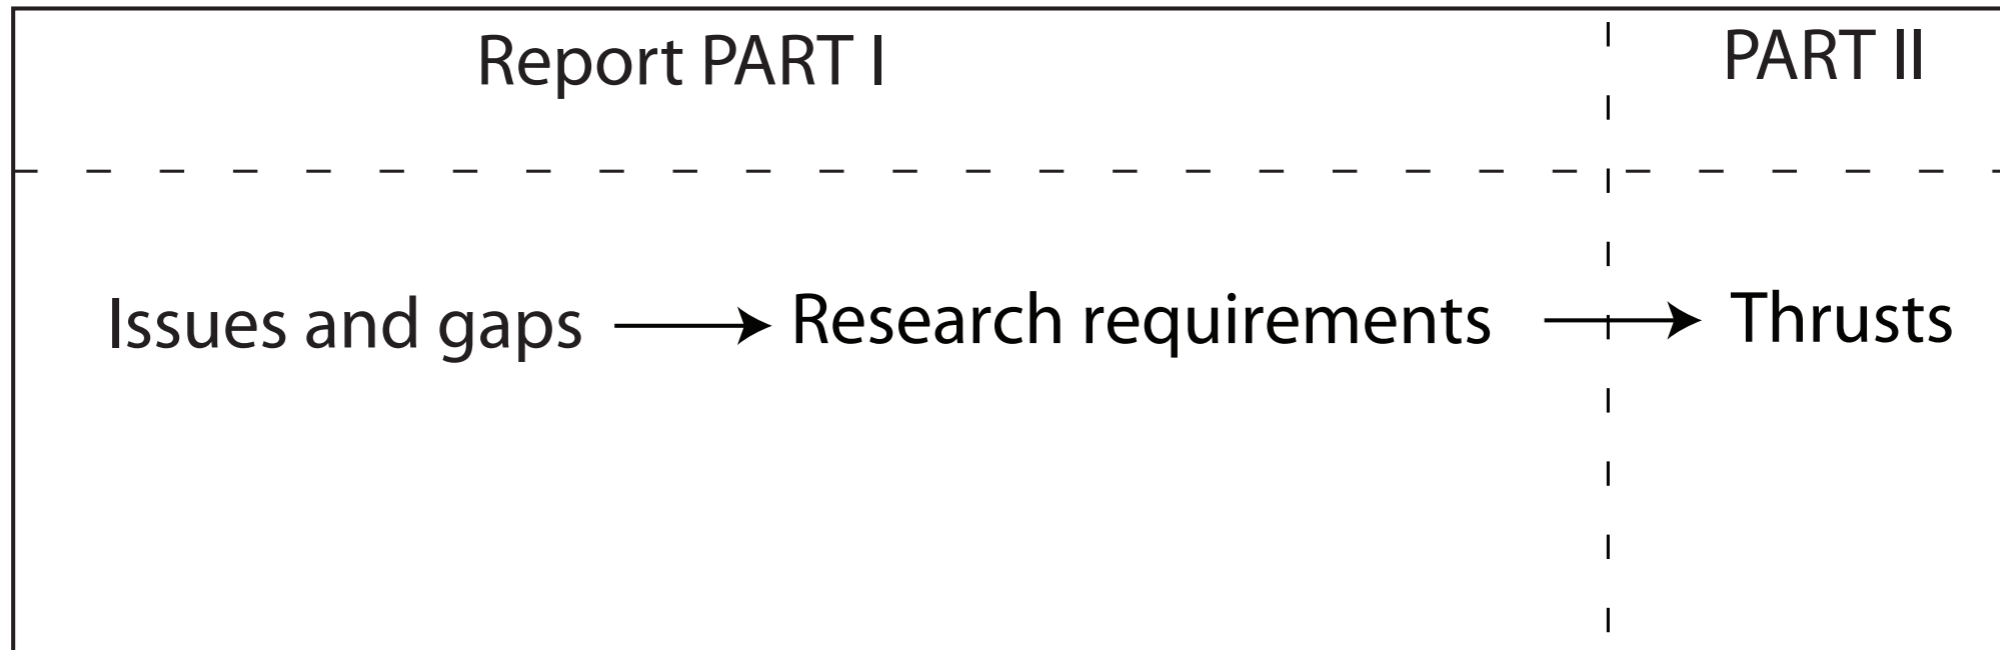 Report PART I
PART II
Issues and gaps
Research requirements
Thrusts